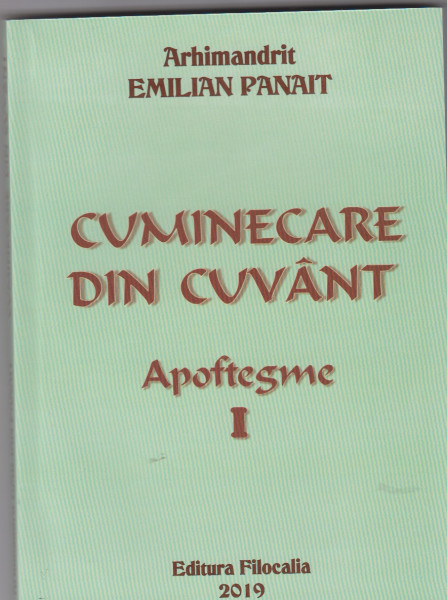 Arhimandrit
EMILIAN PANAIT
CUMINECARE
DIN CUVÂNT
Apoftegme
I
Editura Filocalia
2019